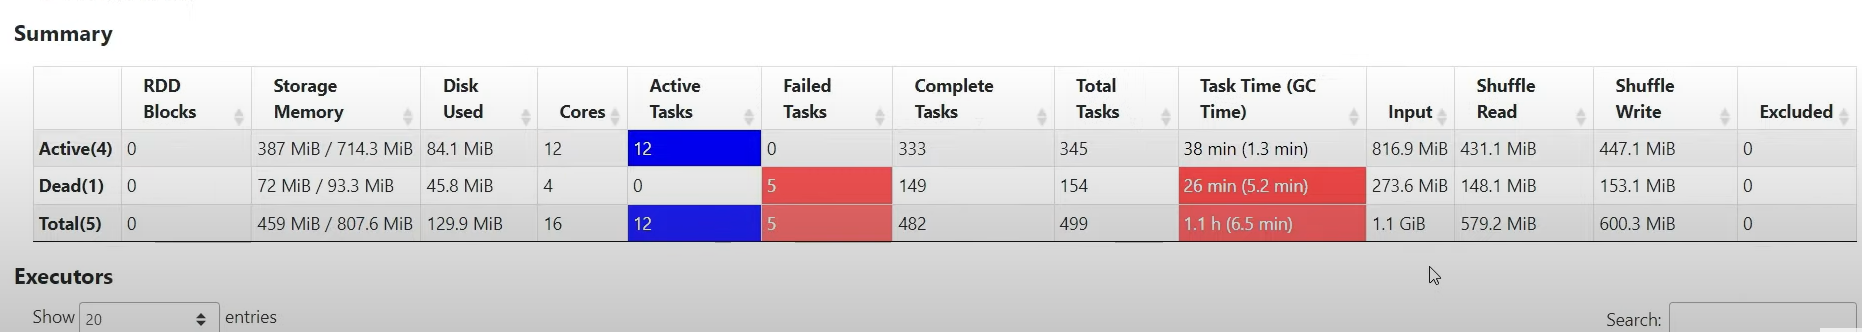 Summary
RDD Blocks Storage Memory Disk Used Cores Active Tasks Failed Tasks Complete Tasks Total Tasks Task Time (GC Time) Input Shuffle Read Shuffle Write Excluded
Active(4) 0 387 MiB / 714.3 MiB 84.1 MiB 12 12 0 333 345 38 min (1.3 min) 816.9 MiB 431.1 MiB 447.1 MiB 0
Dead(1) 0 72 MiB / 93.3 MiB 45.8 MiB 4 0 5 149 154 26 min (5.2 min) 273.6 MiB 148.1 MiB 153.1 MiB 0
Total(5) 0 459 MiB / 807.6 MiB 129.9 MiB 16 12 5 482 499 1.1 h (6.5 min) 1.1 GiB 579.2 MiB 600.3 MiB 0
Executors
Show 20 entries Search: